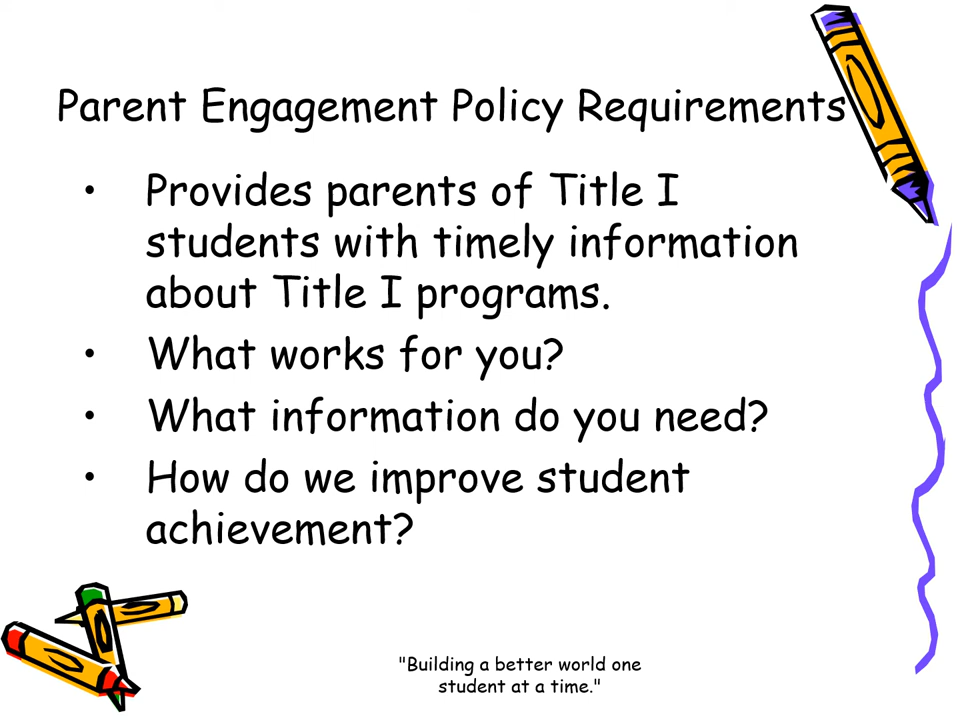 Parent Engagement Policy Requirements
• Provides parents of Title I
students with timely information
about Title I programs.
• What works for you?
• What information do you need?
• How do we improve student
achievement?
"Building a better world one
student at a time."